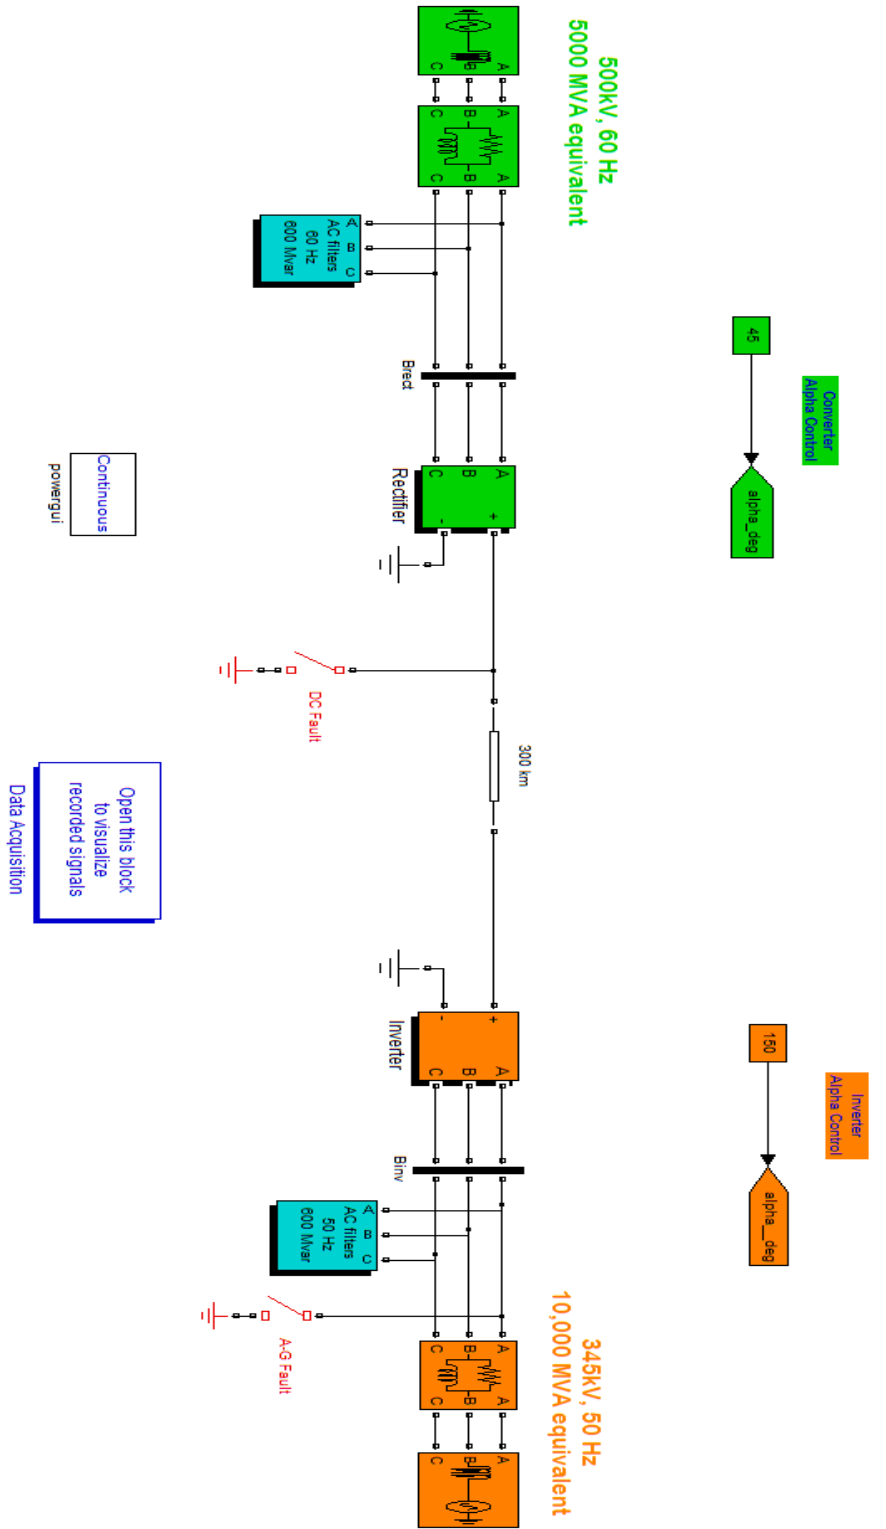 500kV, 60 Hz
5000 MVA equivalent
345kV, 50 Hz
10,000 MVA equivalent
Converter
Alpha Control
45
alpha_deg
Inverter
Alpha Control
150
alpha__deg
A
B
C
A
B
C
A
B
C
A
B
C
AC filters
60 Hz
600 Mvar
Brect
A
B
C
+
-
Rectifier
DC Fault
300 km
+
-
A
B
C
Inverter
Binv
A
B
C
AC filters
50 Hz
600 Mvar
A-G Fault
A
B
C
A
B
C
A
B
C
Continuous
powergui
Open this block
to visualize
recorded signals
Data Acquisition